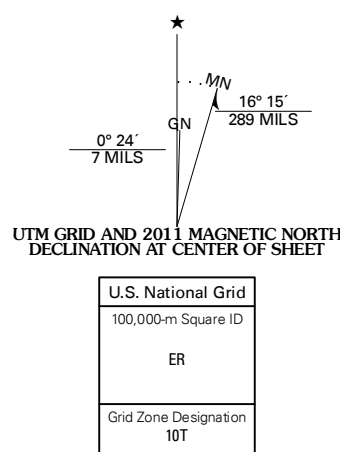 ★
MN
GN
16° 15´
289 MILS
0° 24´
7 MILS
UTM GRID AND 2011 MAGNETIC NORTH
DECLINATION AT CENTER OF SHEET
U.S. National Grid
100,000-m Square ID
ER
Grid Zone Designation
10T